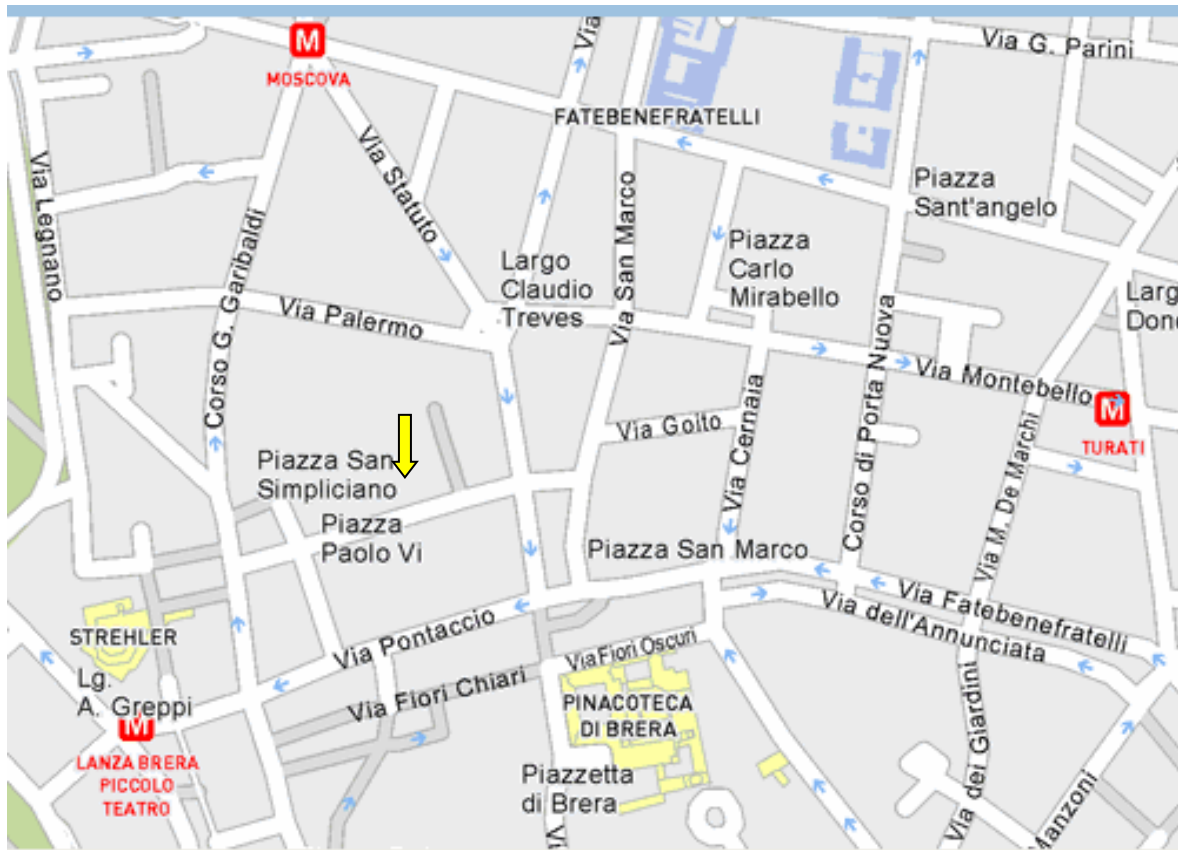 Via G. Parini
M
MOSCOVA
Via
FATEBENEFRATELLI
Via Legnano
Via Statuto
Piazza
Sant'angelo
Via San Marco
Corso G. Garibaldi
Piazza
Carlo
Mirabello
Largo
Claudio
Treves
Larg
Dono
Via Palermo
Corso di Porta Nuova
Via Montebello
M
TURATI
Via Cernaia
Via Golto
Via M. De Marchi
Piazza San
Simpliciano
Piazza
Paolo Vi
Piazza San Marco
Via Fatebenefratelli
Via dell'Annunciata
STREHLER
Via Pontaccio
Via Fiori Oscuri
Lg.
A. Greppi
Via Fiori Chiari
PINACOTECA
DI BRERA
Via dei Giardini
M
LANZA BRERA
PICCOLO
TEATRO
Piazzetta
di Brera
Manzoni